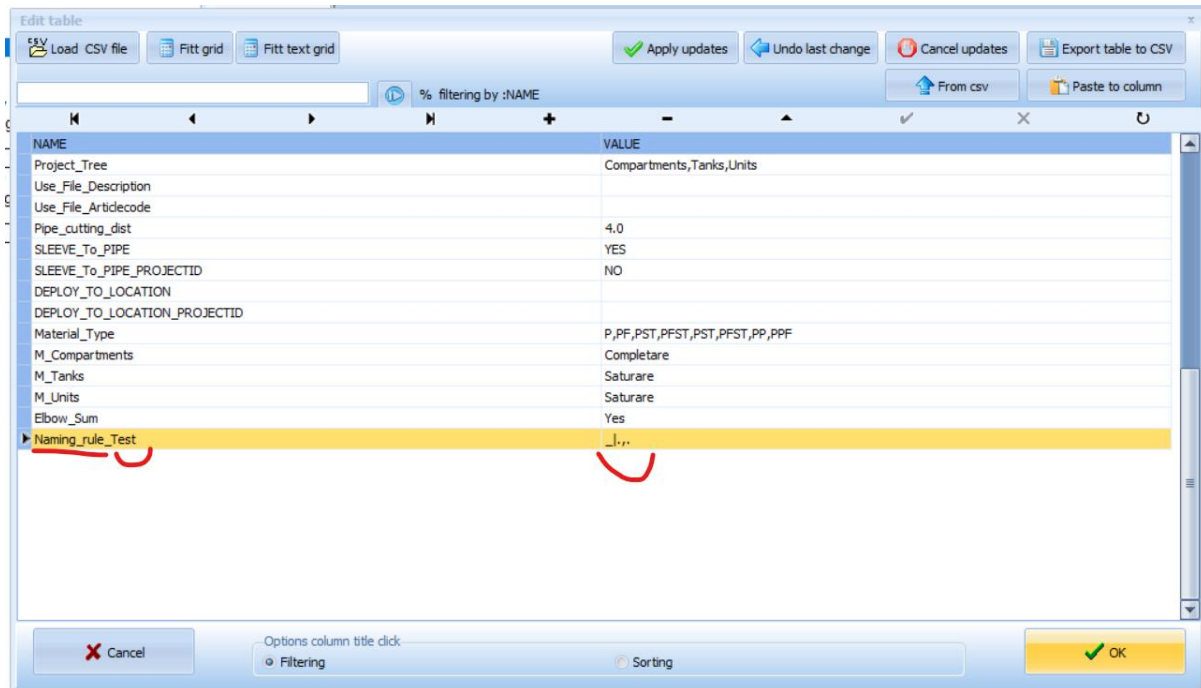 Edit table
CSV Load CSV file Fitt grid Fitt text grid Apply updates Undo last change Cancel updates Export table to CSV
% filtering by :NAME From csv Paste to column
NAME VALUE
Project_Tree Compartments,Tanks,Units
Use_File_Description
Use_File_Articlecode
Pipe_cutting_dist 4.0
SLEEVE_To_PIPE YES
SLEEVE_To_PIPE_PROJECTID NO
DEPLOY_TO_LOCATION
DEPLOY_TO_LOCATION_PROJECTID
Material_Type P,PF,PST,PFST,PST,PFST,PP,PPF
M_Compartments Completare
M_Tanks Saturare
M_Units Saturare
Elbow_Sum Yes
Naming_rule_Test _|.,.
Options column title click
Cancel Filtering Sorting OK